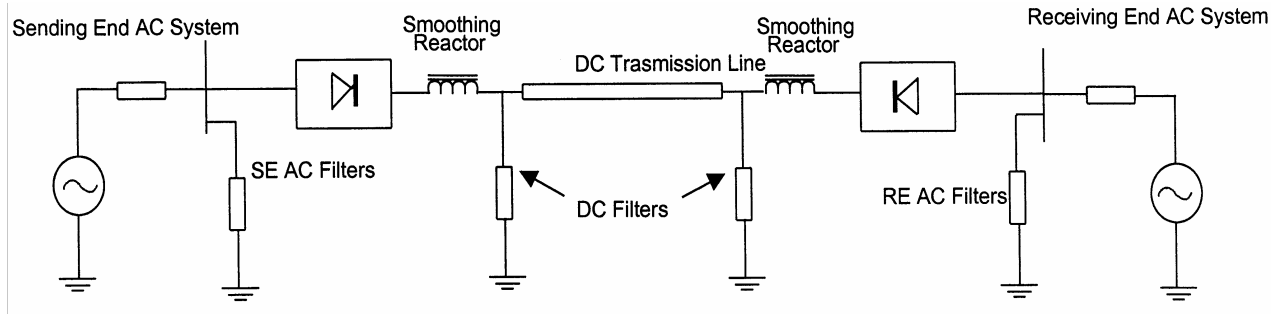 Sending End AC System
Smoothing
Reactor
DC Trasmission Line
Smoothing
Reactor
Receiving End AC System
SE AC Filters
DC Filters
RE AC Filters